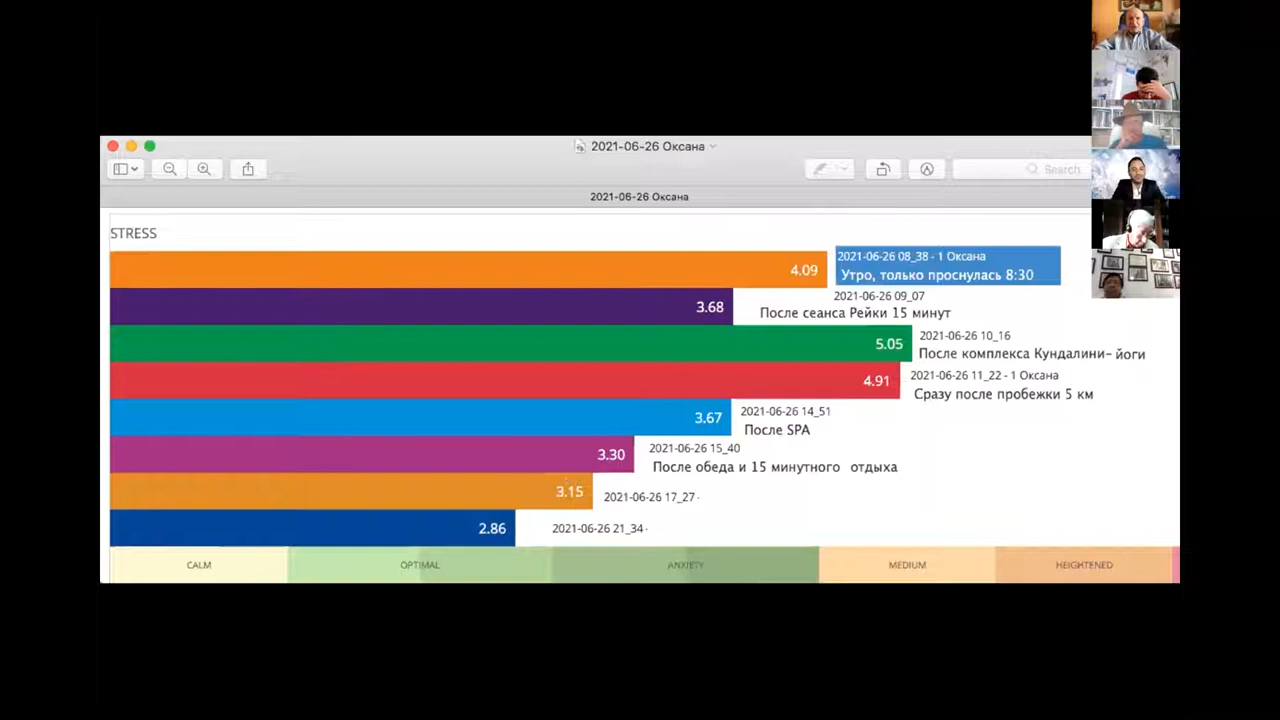 2021-06-26 Оксана
Search
2021-06-26 Оксана
STRESS
4.09
2021-06-26 08_38 - 1 Оксана
Утро, только проснулась 8:30
3.68
2021-06-26 09_07
После сеанса Рейки 15 минут
5.05
2021-06-26 10_16
После комплекса Кундалини- йоги
4.91
2021-06-26 11_22 - 1 Оксана
Сразу после пробежки 5 км
3.67
2021-06-26 14_51
После SPA
3.30
2021-06-26 15_40
После обеда и 15 минутного отдыха
3.15
2021-06-26 17_27 -
2.86
2021-06-26 21_34 -
CALM OPTIMAL ANXIETY MEDIUM HEIGHTENED